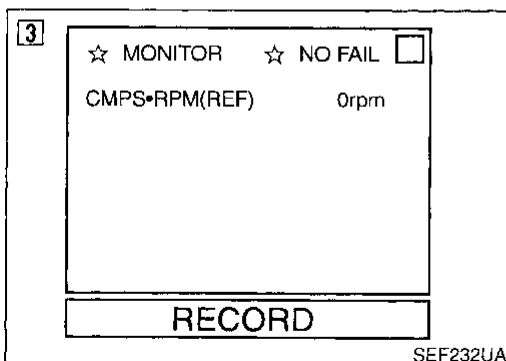 3
☆ MONITOR ☆ NO FAIL
CMPS•RPM(REF) 0rpm
RECORD
SEF232UA